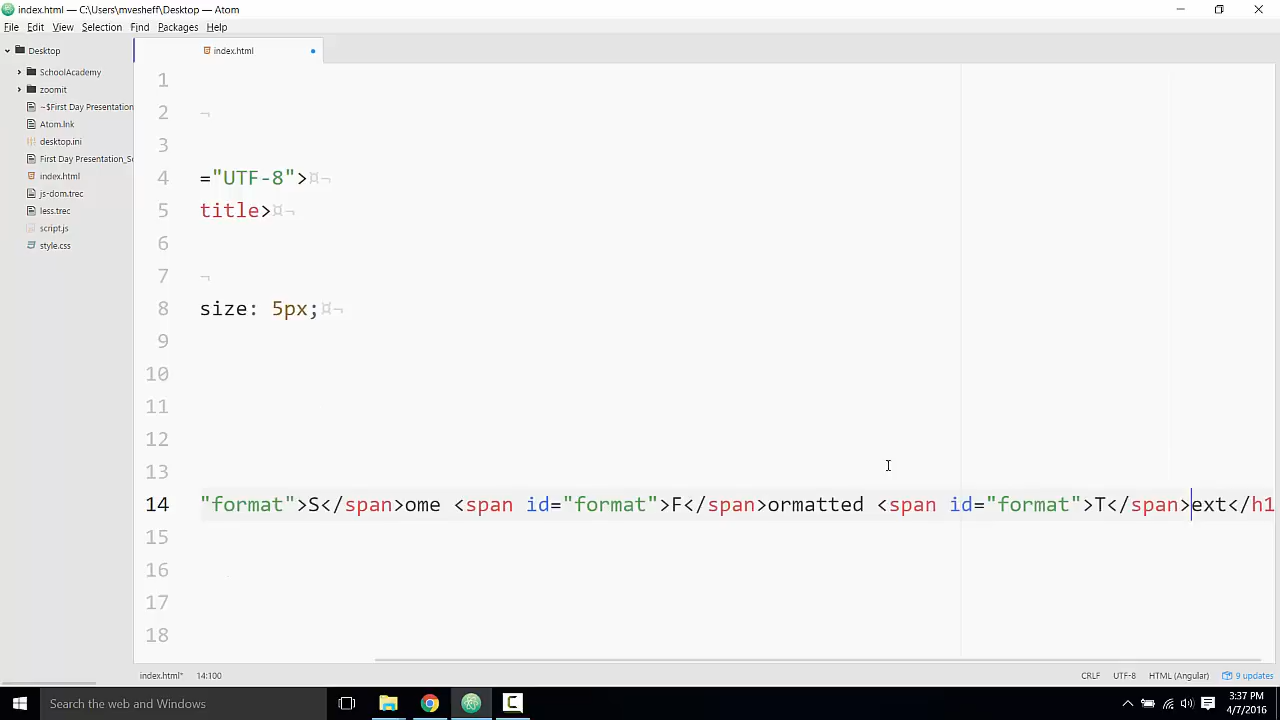 index.html — C:\Users\mvesheff\Desktop — Atom
File Edit View Selection Find Packages Help
Desktop
SchoolAcademy
zoomit
~$First Day Presentation
Atom.lnk
desktop.ini
First Day Presentation_Se
index.html
js-dom.trec
less.trec
script.js
style.css
index.html
1
2 ¬
3
4 ="UTF-8">¤¬
5 title>¤¬
6
7 ¬
8 size: 5px;¤¬
9
10
11
12
13
14 "format">S</span>ome <span id="format">F</span>ormatted <span id="format">T</span>ext</h1
15
16
17
18
index.html* 14:100 CRLF UTF-8 HTML (Angular) 9 updates
Search the web and Windows
3:37 PM
4/7/2016